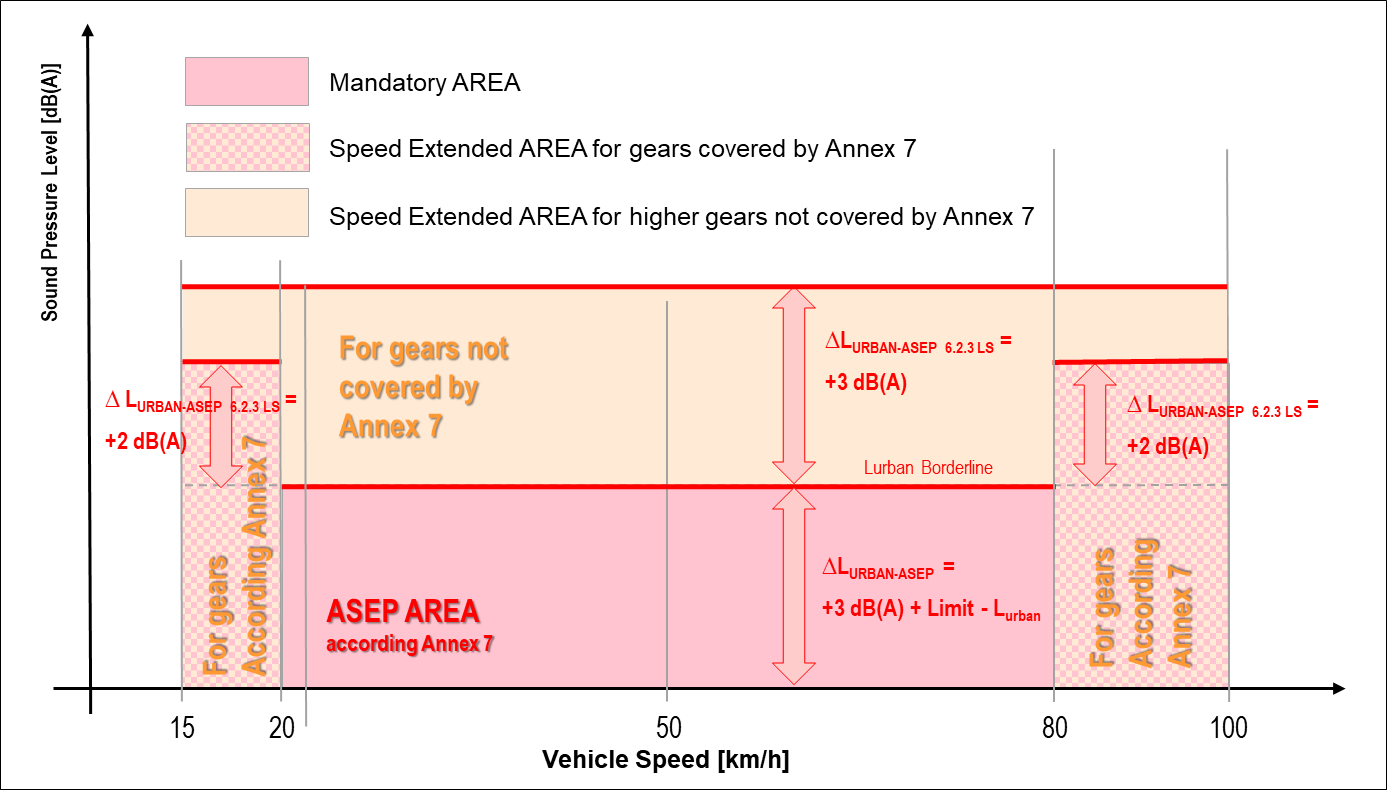 Sound Pressure Level [dB(A)]
Mandatory AREA
Speed Extended AREA for gears covered by Annex 7
Speed Extended AREA for higher gears not covered by Annex 7
For gears not
covered by
Annex 7
ΔLURBAN-ASEP 6.2.3 LS =
+3 dB(A)
Δ LURBAN-ASEP 6.2.3 LS =
+2 dB(A)
Δ LURBAN-ASEP 6.2.3 LS =
+2 dB(A)
Lurban Borderline
For gears
According Annex 7
ASEP AREA
according Annex 7
ΔLURBAN-ASEP =
+3 dB(A) + Limit - Lurban
For gears
According
Annex 7
15 20 50 80 100
Vehicle Speed [km/h]